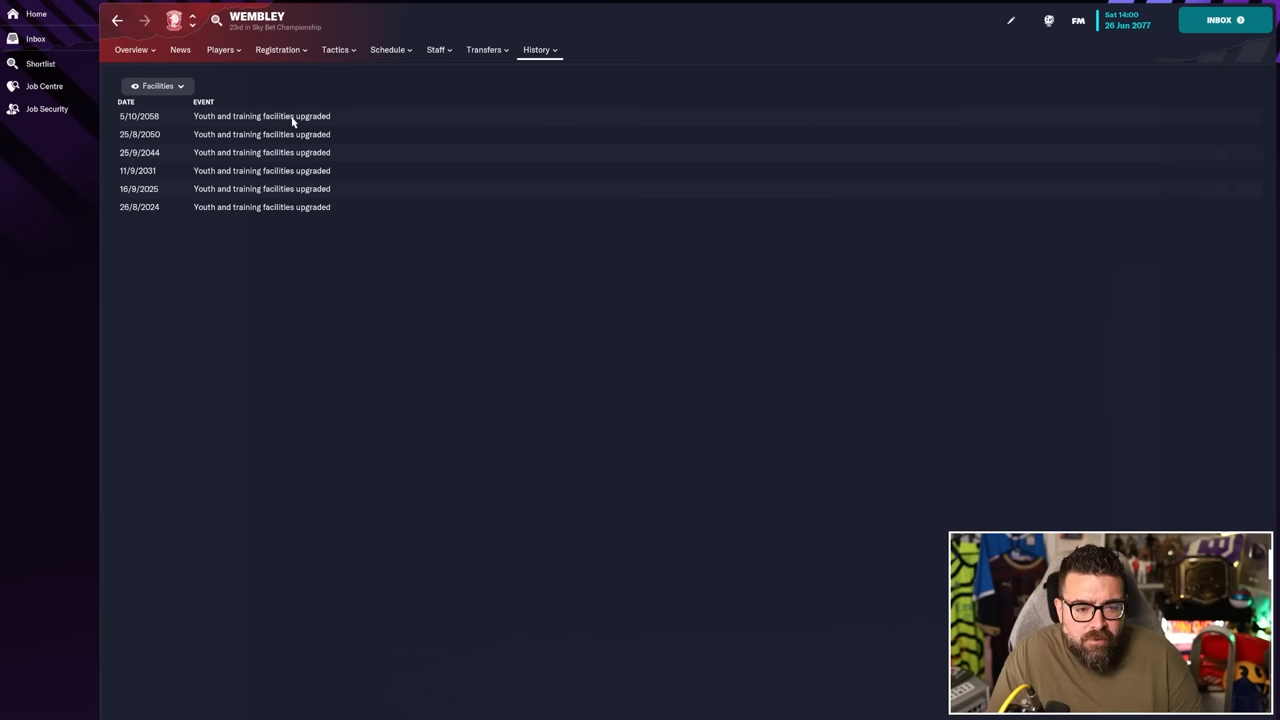 Home
Inbox
Shortlist
Job Centre
Job Security
WEMBLEY
23rd in Sky Bet Championship
FM
Sat 14:00
26 Jun 2077
INBOX
Overview
News
Players
Registration
Tactics
Schedule
Staff
Transfers
History
Facilities
DATE EVENT
5/10/2058 Youth and training facilities upgraded
25/8/2050 Youth and training facilities upgraded
25/9/2044 Youth and training facilities upgraded
11/9/2031 Youth and training facilities upgraded
16/9/2025 Youth and training facilities upgraded
26/8/2024 Youth and training facilities upgraded